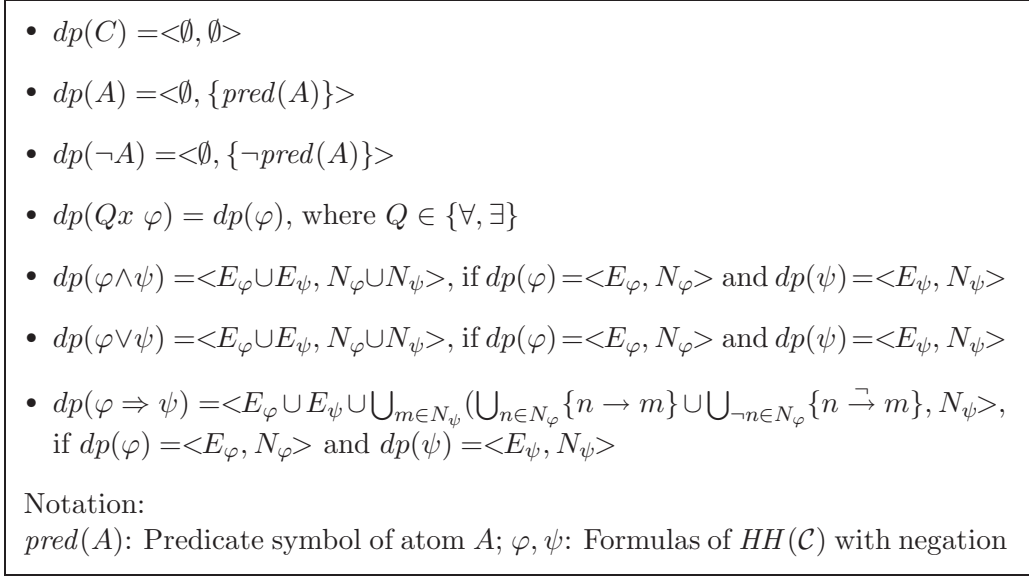 • dp(C) =<∅, ∅>
• dp(A) =<∅, {pred(A)}>
• dp(¬A) =<∅, {¬pred(A)}>
• dp(Qx φ) = dp(φ), where Q ∈ {∀, ∃}
• dp(φ∧ψ) =<E_φ∪E_ψ, N_φ∪N_ψ>, if dp(φ)=<E_φ, N_φ> and dp(ψ)=<E_ψ, N_ψ>
• dp(φ∨ψ) =<E_φ∪E_ψ, N_φ∪N_ψ>, if dp(φ)=<E_φ, N_φ> and dp(ψ)=<E_ψ, N_ψ>
• dp(φ ⇒ ψ) =<E_φ ∪ E_ψ ∪ ⋃_{m∈N_ψ}(⋃_{n∈N_φ}{n → m} ∪ ⋃_{¬n∈N_φ}{n \overset{¬}{→} m}, N_ψ>,
if dp(φ) =<E_φ, N_φ> and dp(ψ) =<E_ψ, N_ψ>
Notation:
pred(A): Predicate symbol of atom A; φ, ψ: Formulas of HH(𝒞) with negation